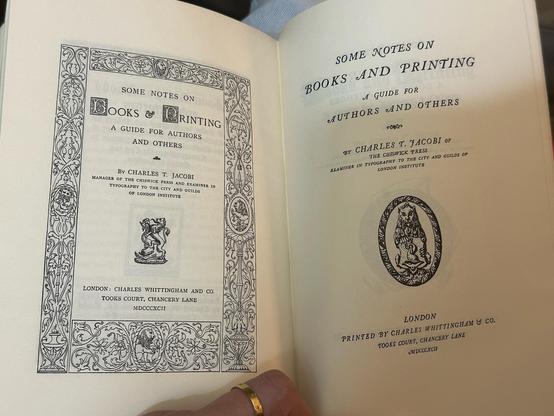 SOME NOTES ON
BOOKS & PRINTING
A GUIDE FOR AUTHORS
AND OTHERS
BY CHARLES T. JACOBI
MANAGER OF THE CHISWICK PRESS AND EXAMINER IN
TYPOGRAPHY TO THE CITY AND GUILDS
OF LONDON INSTITUTE
LONDON: CHARLES WHITTINGHAM AND CO.
TOOKS COURT, CHANCERY LANE
MDCCCXCII
SOME NOTES ON
BOOKS AND PRINTING
A GUIDE FOR
AUTHORS AND OTHERS
BY CHARLES T. JACOBI OF
THE CHISWICK PRESS
EXAMINER IN TYPOGRAPHY TO THE CITY AND GUILDS OF
LONDON INSTITUTE
LONDON
PRINTED BY CHARLES WHITTINGHAM & CO.
TOOKS COURT, CHANCERY LANE
MDCCCXCII